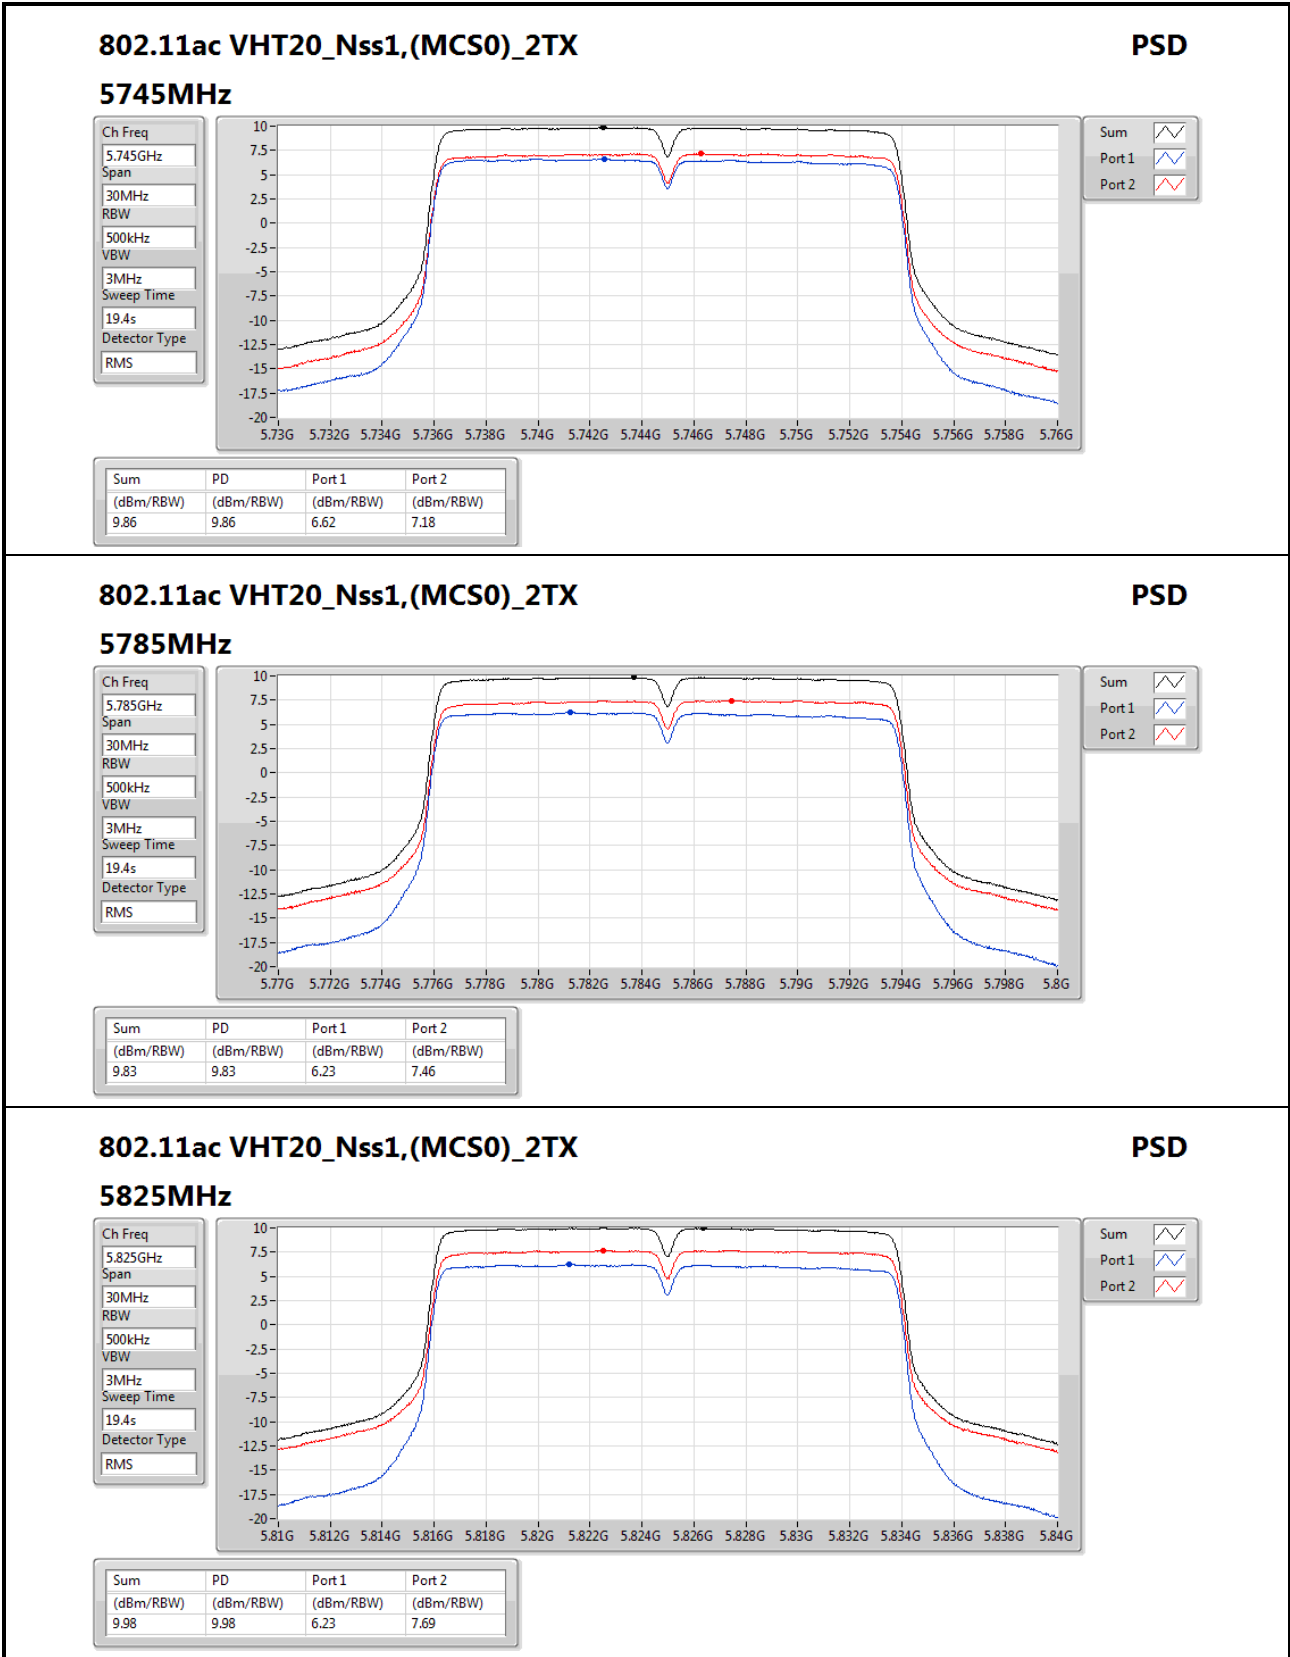 802.11ac VHT20_Nss1,(MCS0)_2TX PSD
5745MHz
Ch Freq
5.745GHz
Span
30MHz
RBW
500kHz
VBW
3MHz
Sweep Time
19.4s
Detector Type
RMS
10
7.5
5
2.5
0
-2.5
-5
-7.5
-10
-12.5
-15
-17.5
-20
5.73G 5.732G 5.734G 5.736G 5.738G 5.74G 5.742G 5.744G 5.746G 5.748G 5.75G 5.752G 5.754G 5.756G 5.758G 5.76G
Sum
Port 1
Port 2
Sum PD Port 1 Port 2
(dBm/RBW) (dBm/RBW) (dBm/RBW) (dBm/RBW)
9.86 9.86 6.62 7.18
802.11ac VHT20_Nss1,(MCS0)_2TX PSD
5785MHz
Ch Freq
5.785GHz
Span
30MHz
RBW
500kHz
VBW
3MHz
Sweep Time
19.4s
Detector Type
RMS
10
7.5
5
2.5
0
-2.5
-5
-7.5
-10
-12.5
-15
-17.5
-20
5.77G 5.772G 5.774G 5.776G 5.778G 5.78G 5.782G 5.784G 5.786G 5.788G 5.79G 5.792G 5.794G 5.796G 5.798G 5.8G
Sum
Port 1
Port 2
Sum PD Port 1 Port 2
(dBm/RBW) (dBm/RBW) (dBm/RBW) (dBm/RBW)
9.83 9.83 6.23 7.46
802.11ac VHT20_Nss1,(MCS0)_2TX PSD
5825MHz
Ch Freq
5.825GHz
Span
30MHz
RBW
500kHz
VBW
3MHz
Sweep Time
19.4s
Detector Type
RMS
10
7.5
5
2.5
0
-2.5
-5
-7.5
-10
-12.5
-15
-17.5
-20
5.81G 5.812G 5.814G 5.816G 5.818G 5.82G 5.822G 5.824G 5.826G 5.828G 5.83G 5.832G 5.834G 5.836G 5.838G 5.84G
Sum
Port 1
Port 2
Sum PD Port 1 Port 2
(dBm/RBW) (dBm/RBW) (dBm/RBW) (dBm/RBW)
9.98 9.98 6.23 7.69